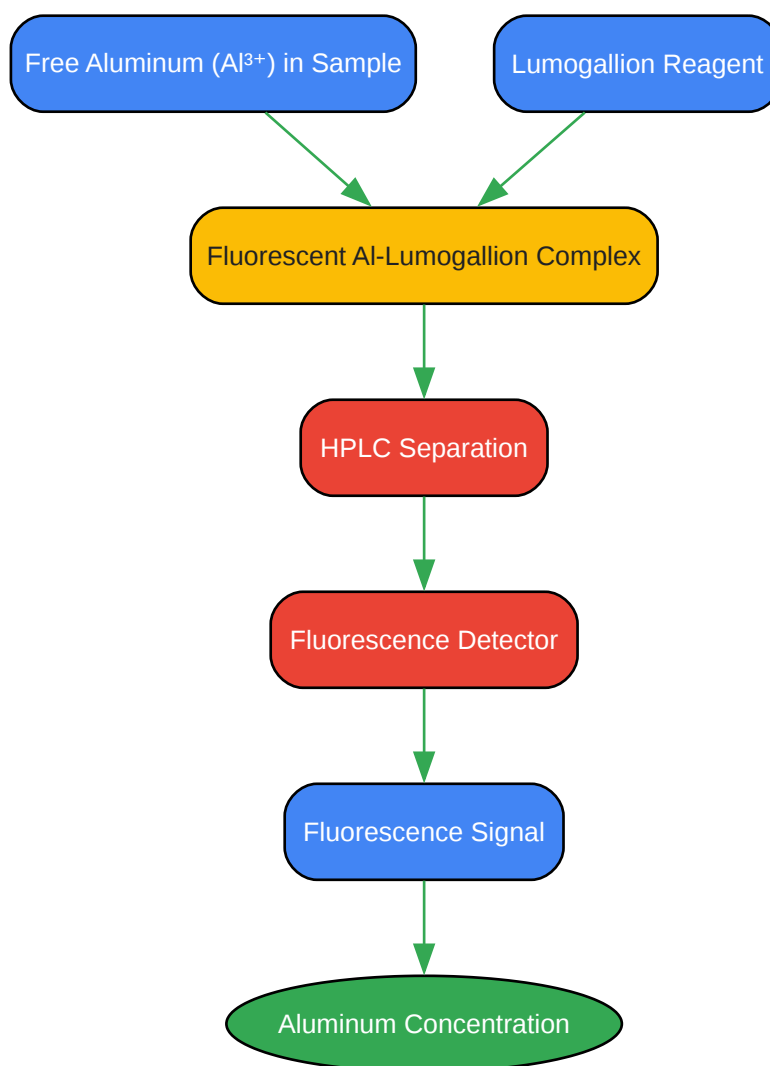 Free Aluminum (Al³⁺) in Sample
Lumogallion Reagent
Fluorescent Al-Lumogallion Complex
HPLC Separation
Fluorescence Detector
Fluorescence Signal
Aluminum Concentration